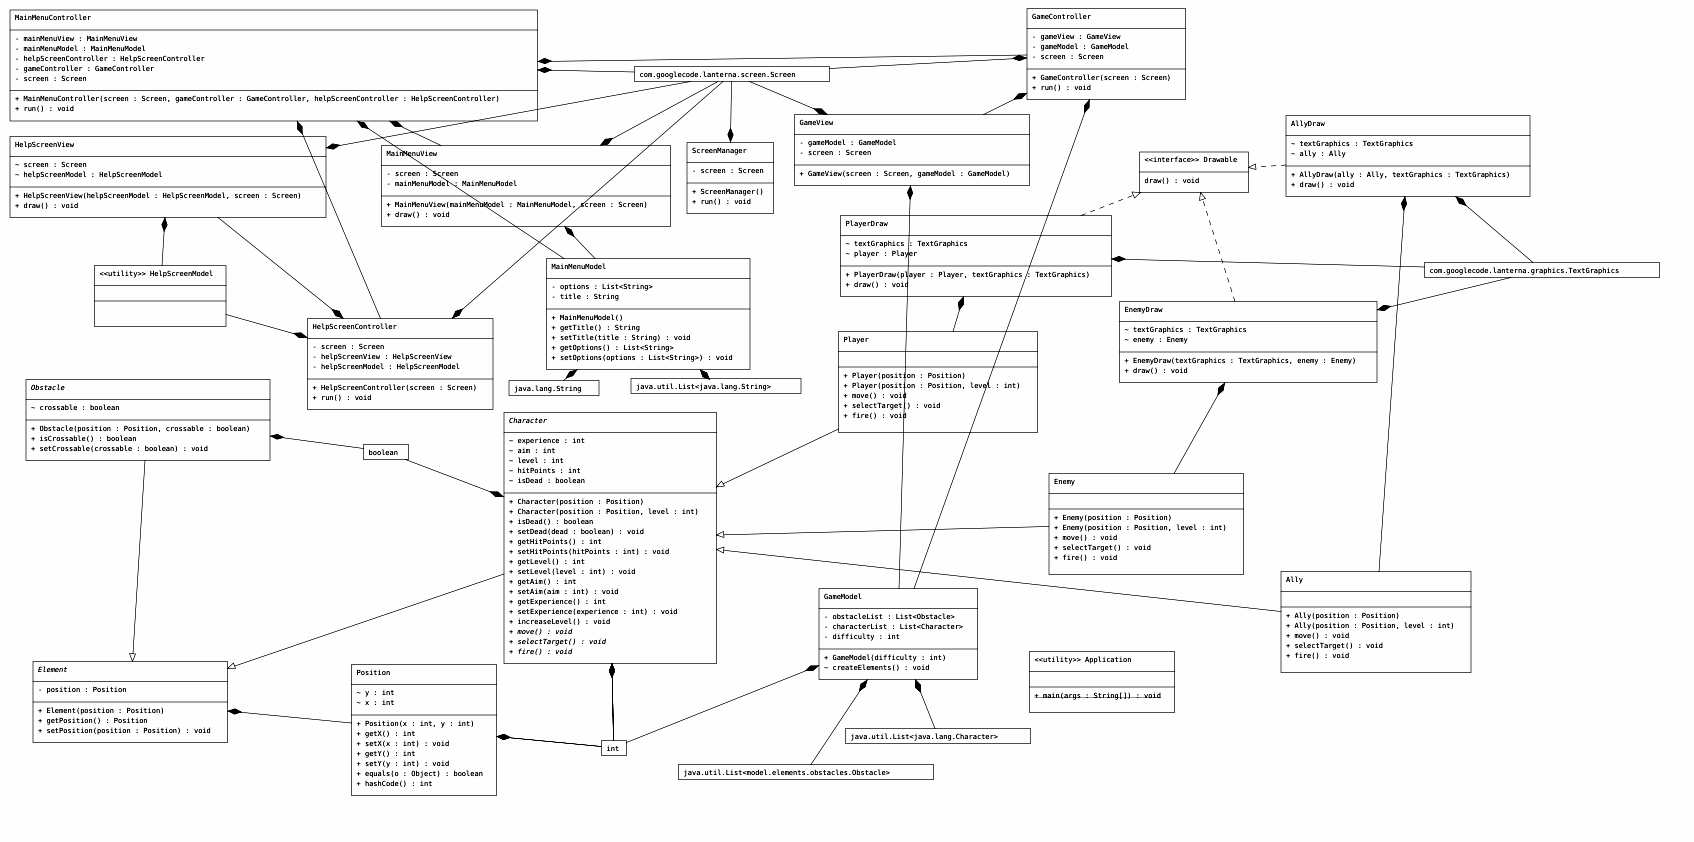 MainMenuController
- mainMenuView : MainMenuView
- mainMenuModel : MainMenuModel
- helpScreenController : HelpScreenController
- gameController : GameController
- screen : Screen
+ MainMenuController(screen : Screen, gameController : GameController, helpScreenController : HelpScreenController)
+ run() : void
com.googlecode.lanterna.screen.Screen
GameController
- gameView : GameView
- gameModel : GameModel
- screen : Screen
+ GameController(screen : Screen)
+ run() : void
HelpScreenView
~ screen : Screen
~ helpScreenModel : HelpScreenModel
+ HelpScreenView(helpScreenModel : HelpScreenModel, screen : Screen)
+ draw() : void
MainMenuView
- screen : Screen
- mainMenuModel : MainMenuModel
+ MainMenuView(mainMenuModel : MainMenuModel, screen : Screen)
+ draw() : void
ScreenManager
- screen : Screen
+ ScreenManager()
+ run() : void
GameView
- gameModel : GameModel
- screen : Screen
+ GameView(screen : Screen, gameModel : GameModel)
<<interface>> Drawable
draw() : void
AllyDraw
~ textGraphics : TextGraphics
~ ally : Ally
+ AllyDraw(ally : Ally, textGraphics : TextGraphics)
+ draw() : void
PlayerDraw
~ textGraphics : TextGraphics
~ player : Player
+ PlayerDraw(player : Player, textGraphics : TextGraphics)
+ draw() : void
com.googlecode.lanterna.graphics.TextGraphics
<<utility>> HelpScreenModel
MainMenuModel
- options : List<String>
- title : String
+ MainMenuModel()
+ getTitle() : String
+ setTitle(title : String) : void
+ getOptions() : List<String>
+ setOptions(options : List<String>) : void
EnemyDraw
~ textGraphics : TextGraphics
~ enemy : Enemy
+ EnemyDraw(textGraphics : TextGraphics, enemy : Enemy)
+ draw() : void
HelpScreenController
- screen : Screen
- helpScreenView : HelpScreenView
- helpScreenModel : HelpScreenModel
+ HelpScreenController(screen : Screen)
+ run() : void
Player
+ Player(position : Position)
+ Player(position : Position, level : int)
+ move() : void
+ selectTarget() : void
+ fire() : void
java.lang.String
java.util.List<java.lang.String>
Obstacle
~ crossable : boolean
+ Obstacle(position : Position, crossable : boolean)
+ isCrossable() : boolean
+ setCrossable(crossable : boolean) : void
boolean
Character
~ experience : int
~ aim : int
~ level : int
~ hitPoints : int
~ isDead : boolean
+ Character(position : Position)
+ Character(position : Position, level : int)
+ isDead() : boolean
+ setDead(dead : boolean) : void
+ getHitPoints() : int
+ setHitPoints(hitPoints : int) : void
+ getLevel() : int
+ setLevel(level : int) : void
+ getAim() : int
+ setAim(aim : int) : void
+ getExperience() : int
+ setExperience(experience : int) : void
+ increaseLevel() : void
+ move() : void
+ selectTarget() : void
+ fire() : void
Enemy
+ Enemy(position : Position)
+ Enemy(position : Position, level : int)
+ move() : void
+ selectTarget() : void
+ fire() : void
Ally
+ Ally(position : Position)
+ Ally(position : Position, level : int)
+ move() : void
+ selectTarget() : void
+ fire() : void
GameModel
- obstacleList : List<Obstacle>
- characterList : List<Character>
- difficulty : int
+ GameModel(difficulty : int)
~ createElements() : void
<<utility>> Application
+ main(args : String[]) : void
Element
- position : Position
+ Element(position : Position)
+ getPosition() : Position
+ setPosition(position : Position) : void
Position
~ y : int
~ x : int
+ Position(x : int, y : int)
+ getX() : int
+ setX(x : int) : void
+ getY() : int
+ setY(y : int) : void
+ equals(o : Object) : boolean
+ hashCode() : int
int
java.util.List<java.lang.Character>
java.util.List<model.elements.obstacles.Obstacle>